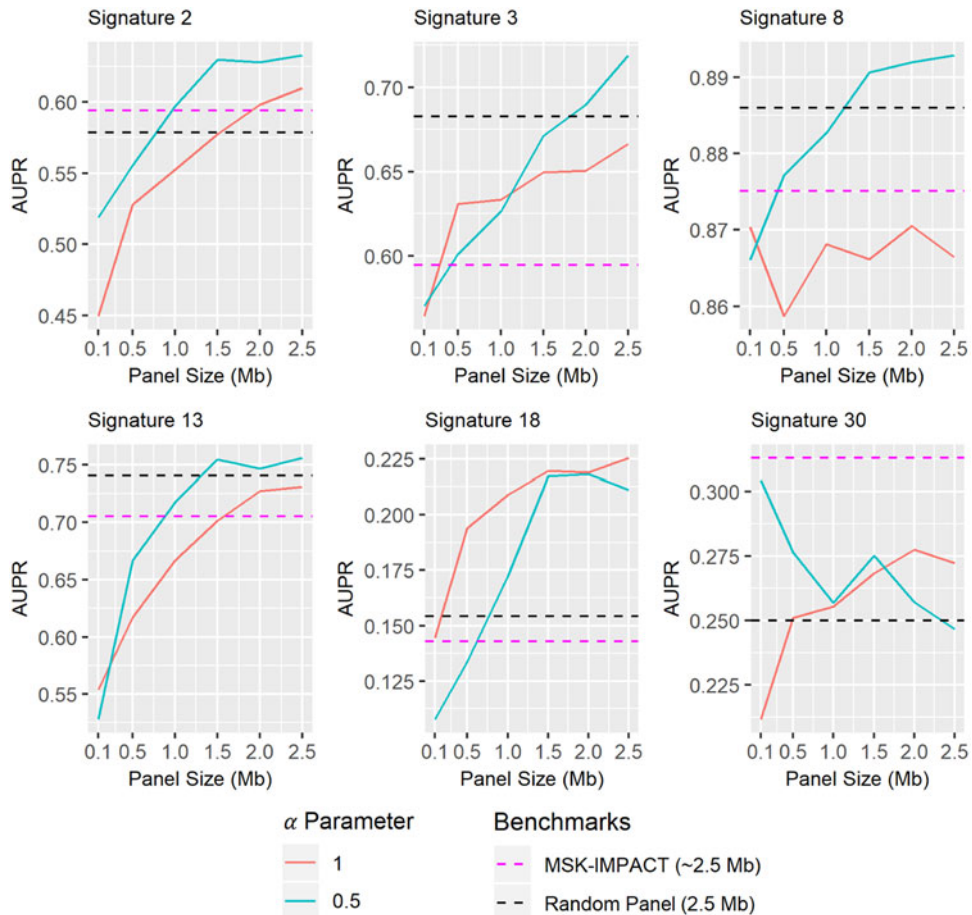 Signature 2
AUPR
0.60
0.55
0.50
0.45
0.1 0.5 1.0 1.5 2.0 2.5
Panel Size (Mb)
Signature 3
AUPR
0.70
0.65
0.60
0.1 0.5 1.0 1.5 2.0 2.5
Panel Size (Mb)
Signature 8
AUPR
0.89
0.88
0.87
0.86
0.1 0.5 1.0 1.5 2.0 2.5
Panel Size (Mb)
Signature 13
AUPR
0.75
0.70
0.65
0.60
0.55
0.1 0.5 1.0 1.5 2.0 2.5
Panel Size (Mb)
Signature 18
AUPR
0.225
0.200
0.175
0.150
0.125
0.1 0.5 1.0 1.5 2.0 2.5
Panel Size (Mb)
Signature 30
AUPR
0.300
0.275
0.250
0.225
0.1 0.5 1.0 1.5 2.0 2.5
Panel Size (Mb)
α Parameter
1
0.5
Benchmarks
MSK-IMPACT (~2.5 Mb)
Random Panel (2.5 Mb)